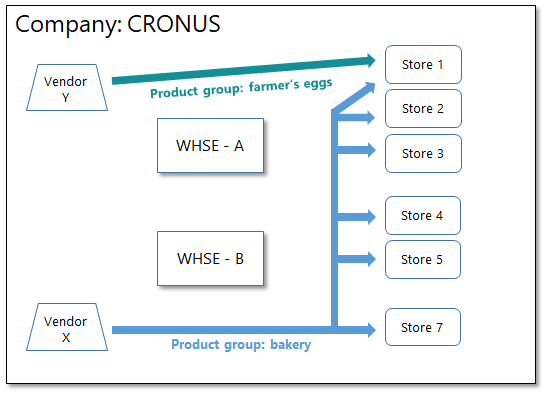 Company: CRONUS
Vendor
Y
Product group: farmer's eggs
Store 1
Store 2
WHSE - A
Store 3
Store 4
WHSE - B
Store 5
Vendor
X
Product group: bakery
Store 7